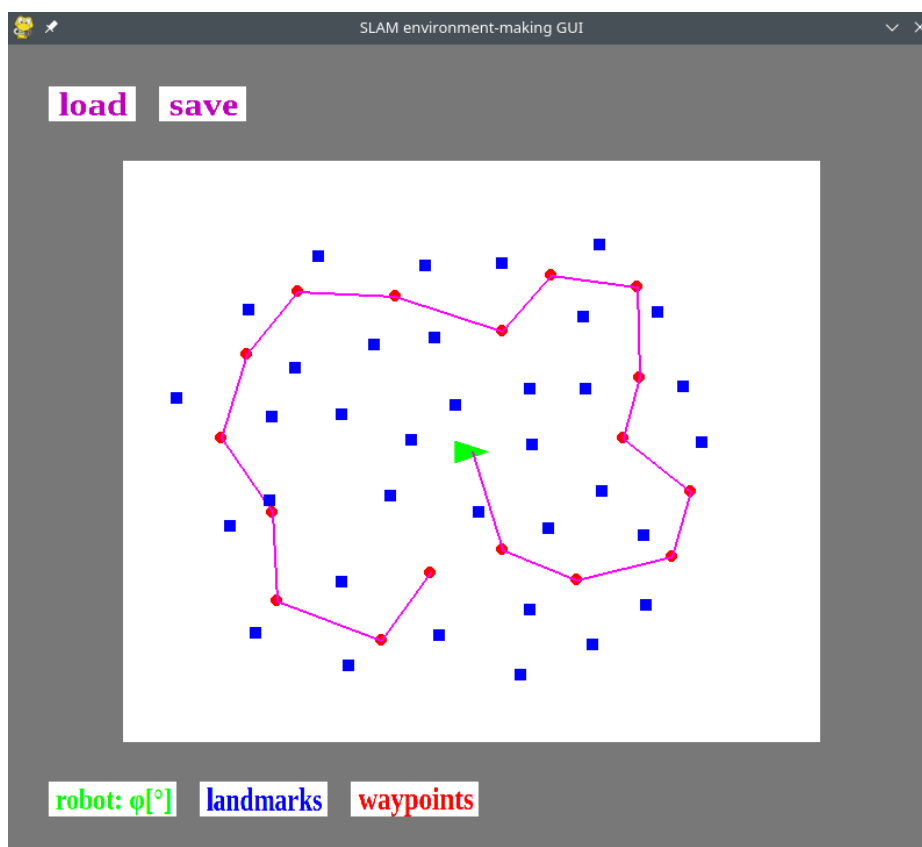 SLAM environment-making GUI
load save
robot: φ[°] landmarks waypoints